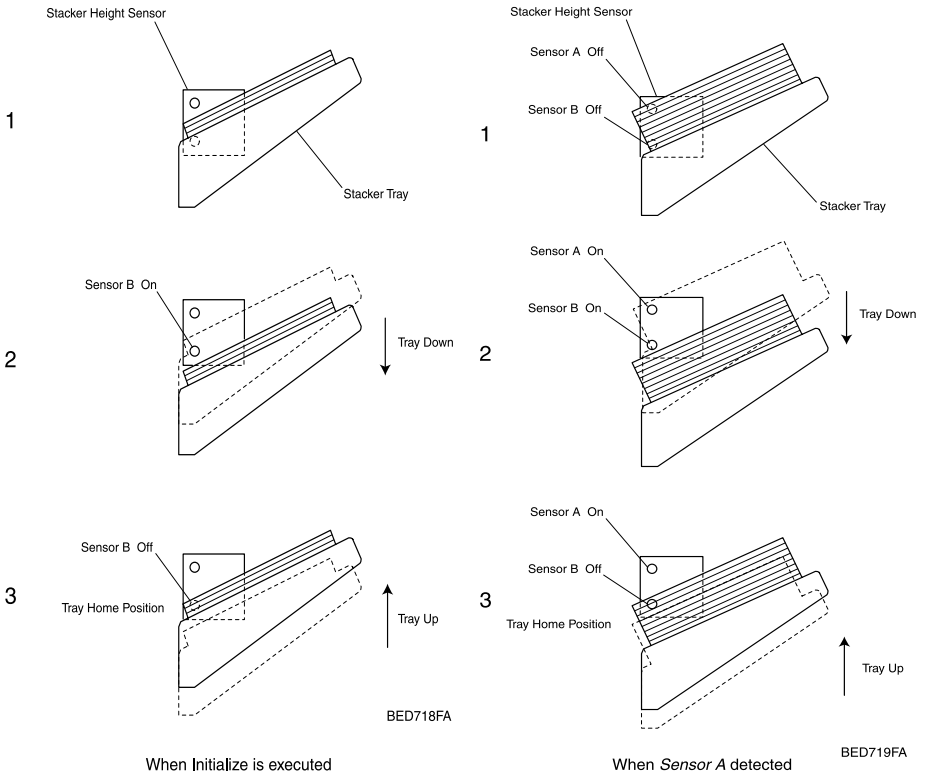 Stacker Height Sensor
1
Stacker Tray
Sensor B On
2
Tray Down
Sensor B Off
3
Tray Home Position
Tray Up
BED718FA
When Initialize is executed
Stacker Height Sensor
Sensor A Off
Sensor B Off
1
Stacker Tray
Sensor A On
Sensor B On
2
Tray Down
Sensor A On
Sensor B Off
3
Tray Home Position
Tray Up
BED719FA
When Sensor A detected